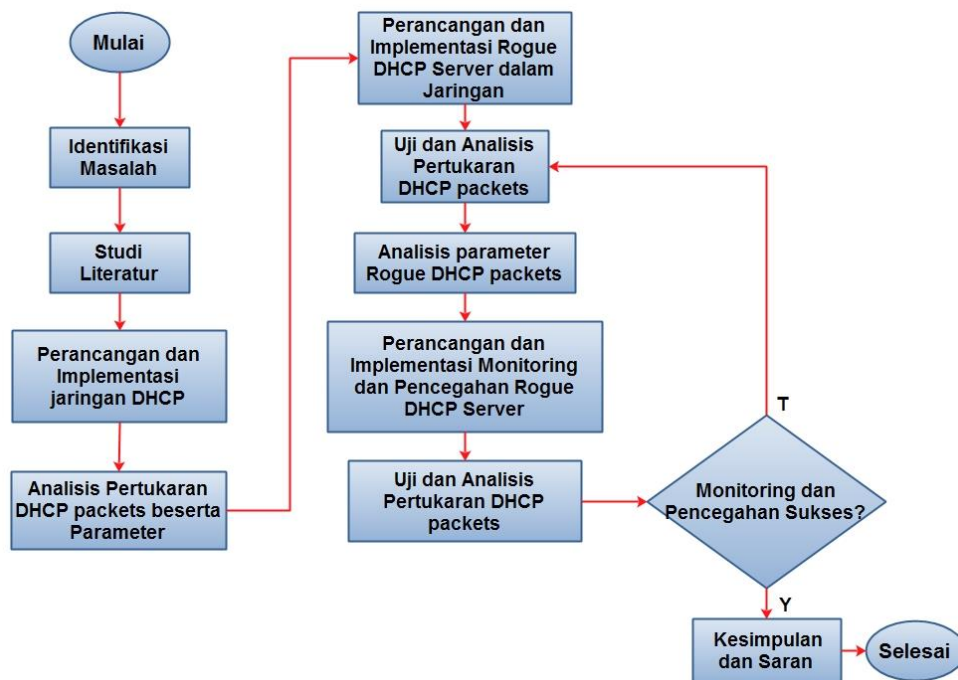 Mulai
Identifikasi
Masalah
Studi
Literatur
Perancangan dan
Implementasi
jaringan DHCP
Analisis Pertukaran
DHCP packets beserta
Parameter
Perancangan dan
Implementasi Rogue
DHCP Server dalam
Jaringan
Uji dan Analisis
Pertukaran
DHCP packets
Analisis parameter
Rogue DHCP packets
Perancangan dan
Implementasi Monitoring
dan Pencegahan Rogue
DHCP Server
Uji dan Analisis
Pertukaran DHCP
packets
Monitoring dan
Pencegahan Sukses?
T
Y
Kesimpulan
dan Saran
Selesai